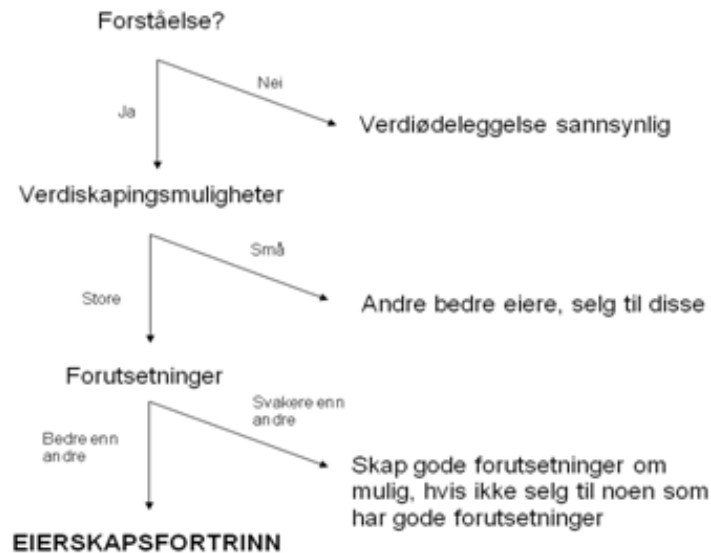 Forståelse?
Nei
Ja
Verdiødeleggelse sannsynlig
Verdiskapingsmuligheter
Små
Store
Andre bedre eiere, selg til disse
Forutsetninger
Svakere enn
andre
Bedre enn
andre
Skap gode forutsetninger om
mulig, hvis ikke selg til noen som
har gode forutsetninger
EIERSKAPSFORTRINN